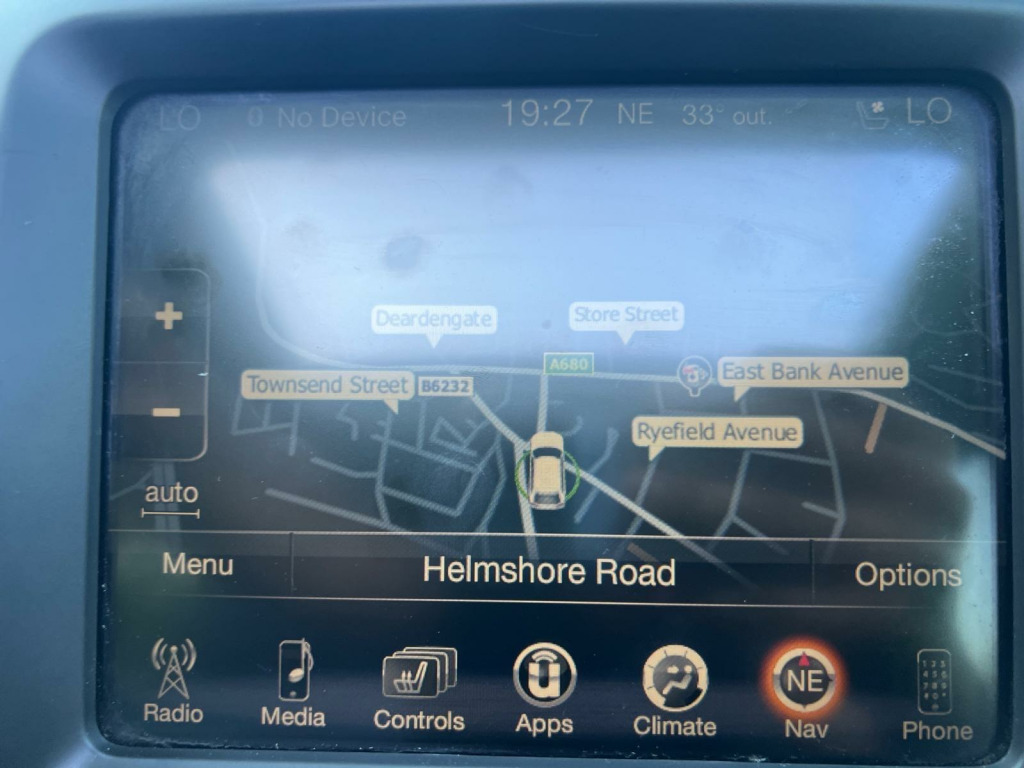 LO 0 No Device 19:27 NE 33° out. LO
Deardengate
Store Street
A680
Townsend Street B6232
East Bank Avenue
Ryefield Avenue
+
-
auto
Menu Helmshore Road Options
NE
Radio Media Controls Apps Climate Nav Phone